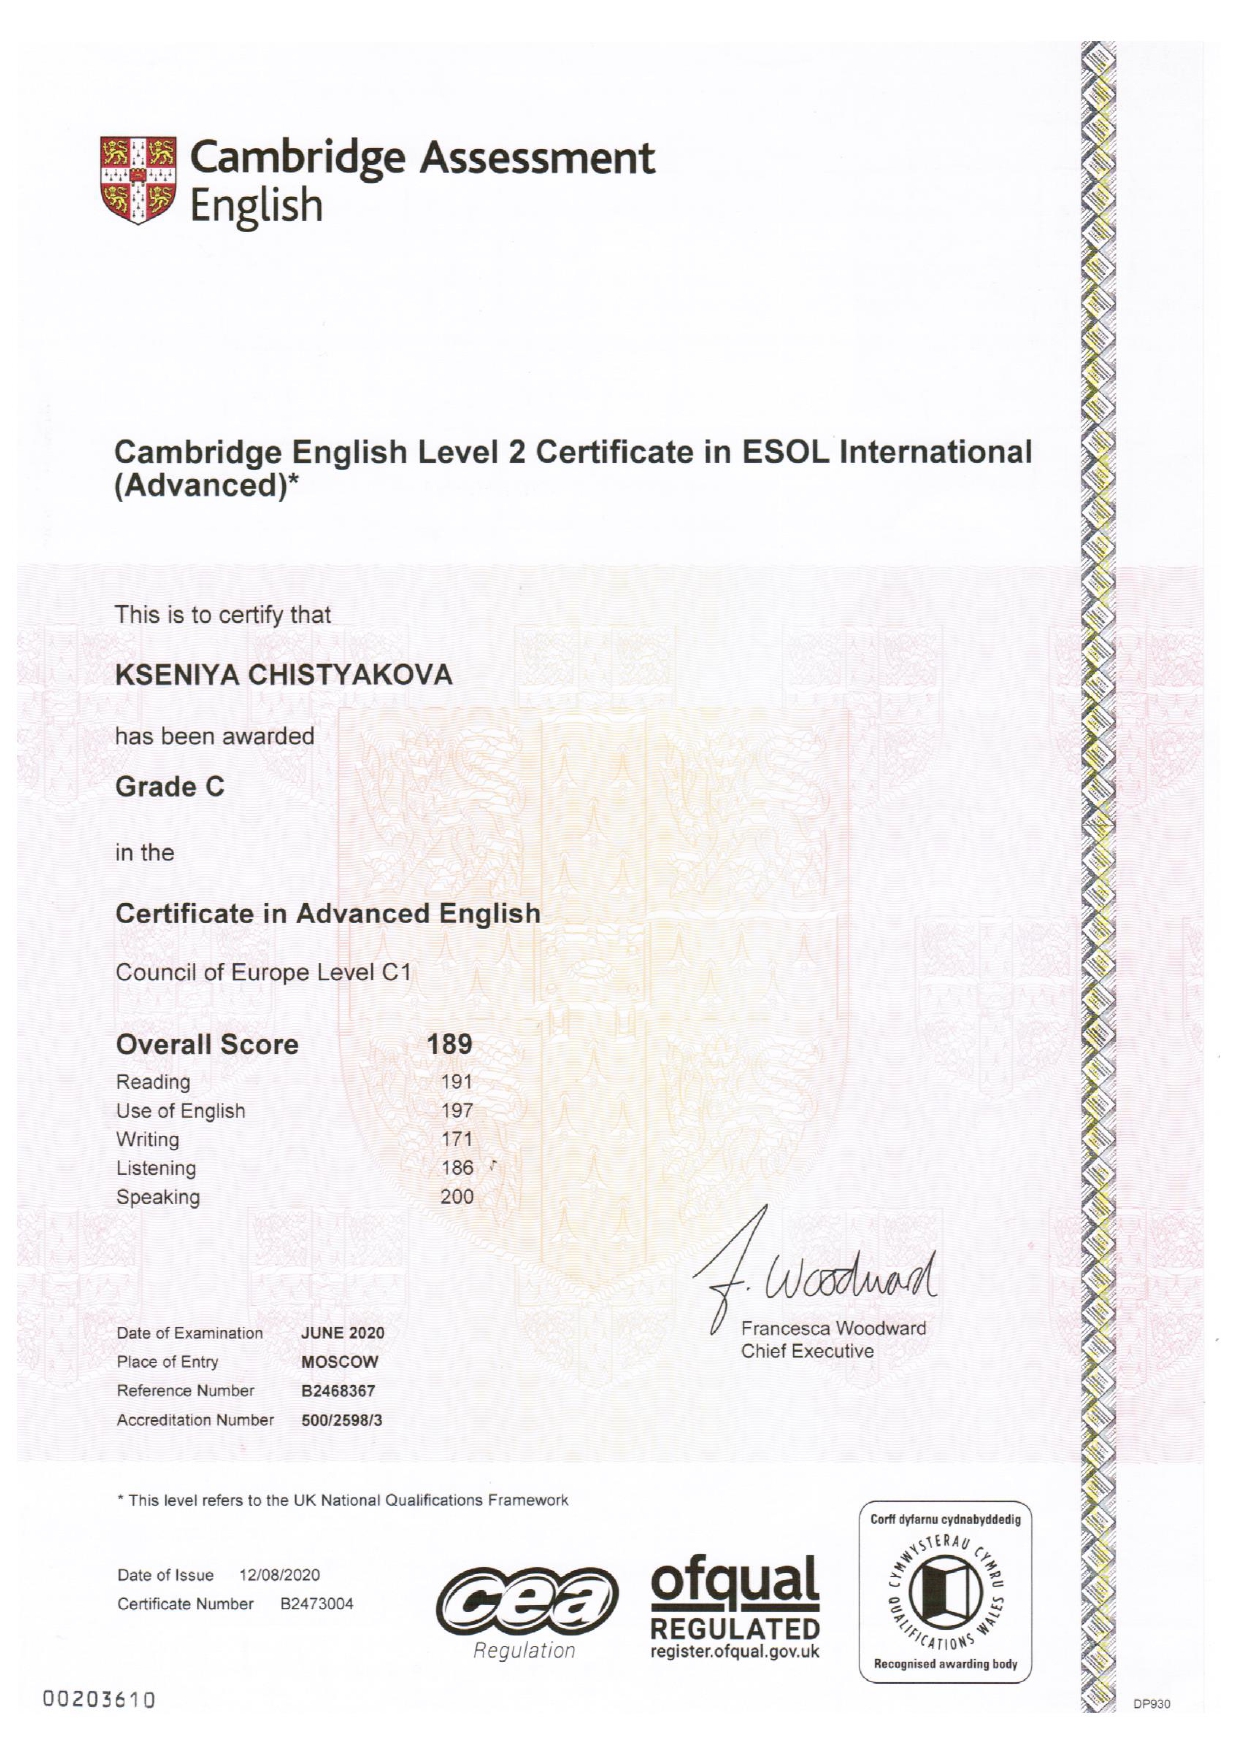 Cambridge Assessment
English
Cambridge English Level 2 Certificate in ESOL International
(Advanced)*
This is to certify that
KSENIYA CHISTYAKOVA
has been awarded
Grade C
in the
Certificate in Advanced English
Council of Europe Level C1
Overall Score 189
Reading 191
Use of English 197
Writing 171
Listening 186
Speaking 200
F. Woodward
Francesca Woodward
Chief Executive
Date of Examination JUNE 2020
Place of Entry MOSCOW
Reference Number B2468367
Accreditation Number 500/2598/3
* This level refers to the UK National Qualifications Framework
Date of Issue 12/08/2020
Certificate Number B2473004
cea
Regulation
ofqual
REGULATED
register.ofqual.gov.uk
Corff dyfarnu cydnabyddedig
CYMWYSTERAU CYMRU
QUALIFICATIONS WALES
Recognised awarding body
00203610
DP930